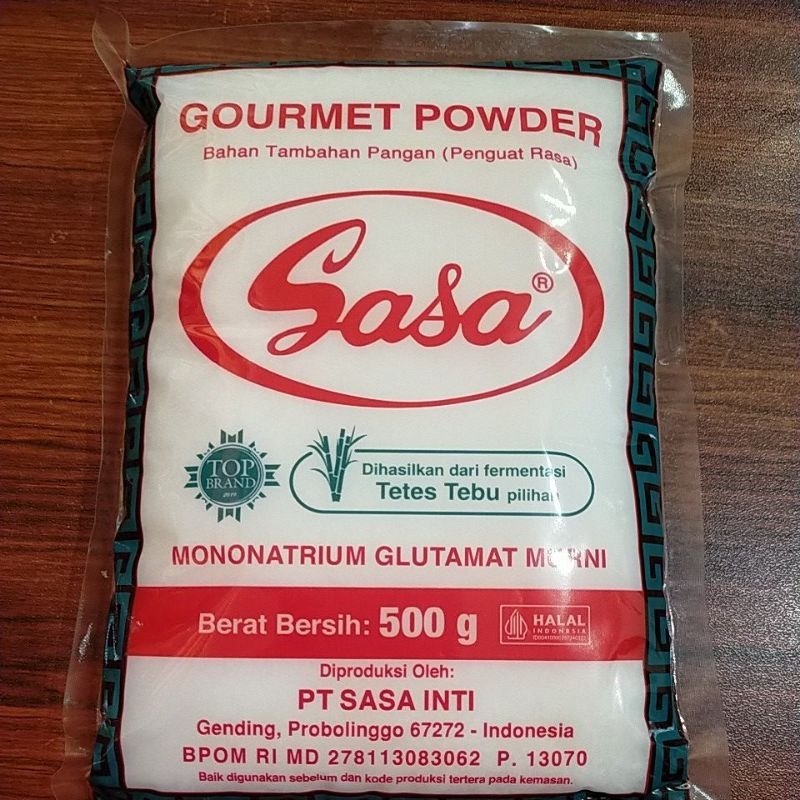 GOURMET POWDER
Bahan Tambahan Pangan (Penguat Rasa)
Sasa®
TOP
BRAND
2019
Dihasilkan dari fermentasi
Tetes Tebu pilihan
MONONATRIUM GLUTAMAT MURNI
Berat Bersih: 500 g
HALAL
INDONESIA
Diproduksi Oleh:
PT SASA INTI
Gending, Probolinggo 67272 - Indonesia
BPOM RI MD 278113083062 P. 13070
Baik digunakan sebelum dan kode produksi tertera pada kemasan.